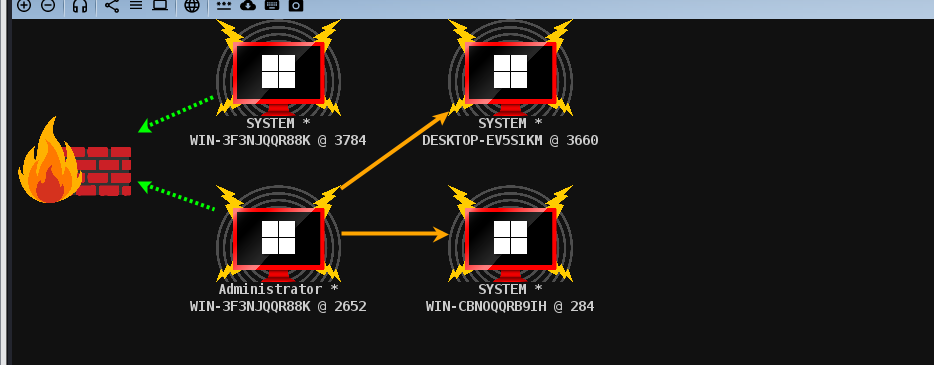 SYSTEM *
WIN-3F3NJQQR88K @ 3784
SYSTEM *
DESKTOP-EV5SIKM @ 3660
Administrator *
WIN-3F3NJQQR88K @ 2652
SYSTEM *
WIN-CBNOQQRB9IH @ 284